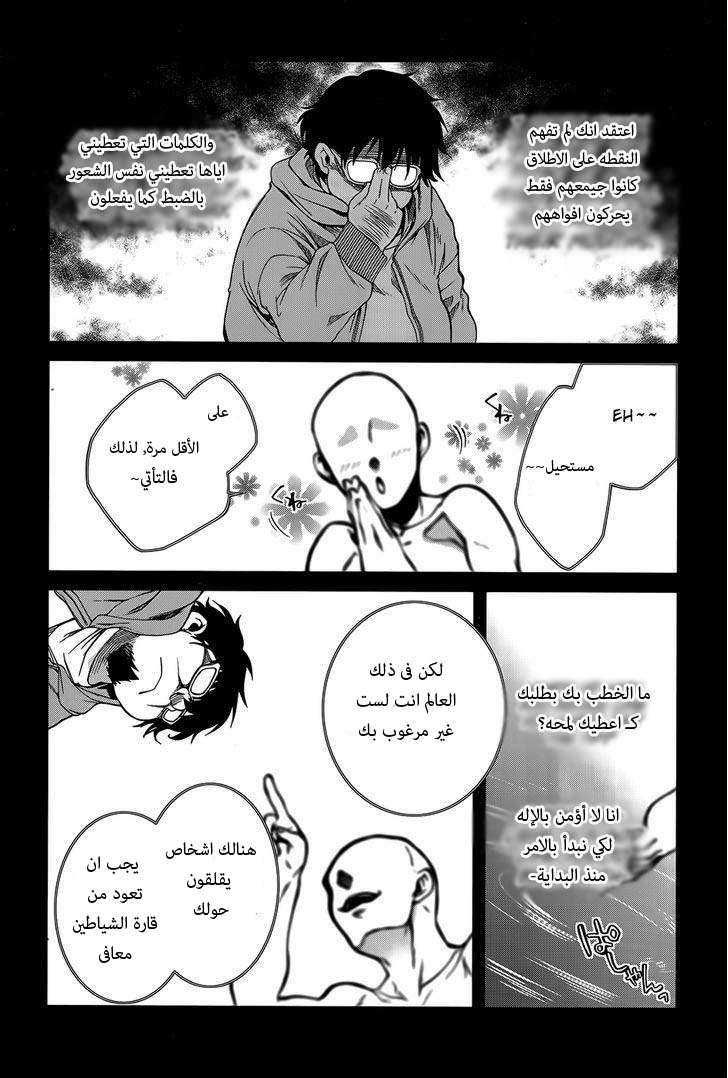 اعتقد انك لم تفهم
النقطه على الاطلاق
كانوا جيمعهم فقط
يحركون افواههم
والكلمات التي تعطيني
اياها تعطيني نفس الشعور
بالضبط كما يفعلون
EH~~
مستحيل~~
على
الأقل مرة, لذلك
فالتأتي~
ما الخطب بك بطلبك
كـ اعطيك لمحه؟
انا لا أؤمن بالإله
لكي نبدأ بالامر
منذ البداية-
لكن فى ذلك
العالم انت لست
غير مرغوب بك
هنالك اشخاص
يقلقون
حولك
يجب ان
تعود من
قارة الشياطين
معافى